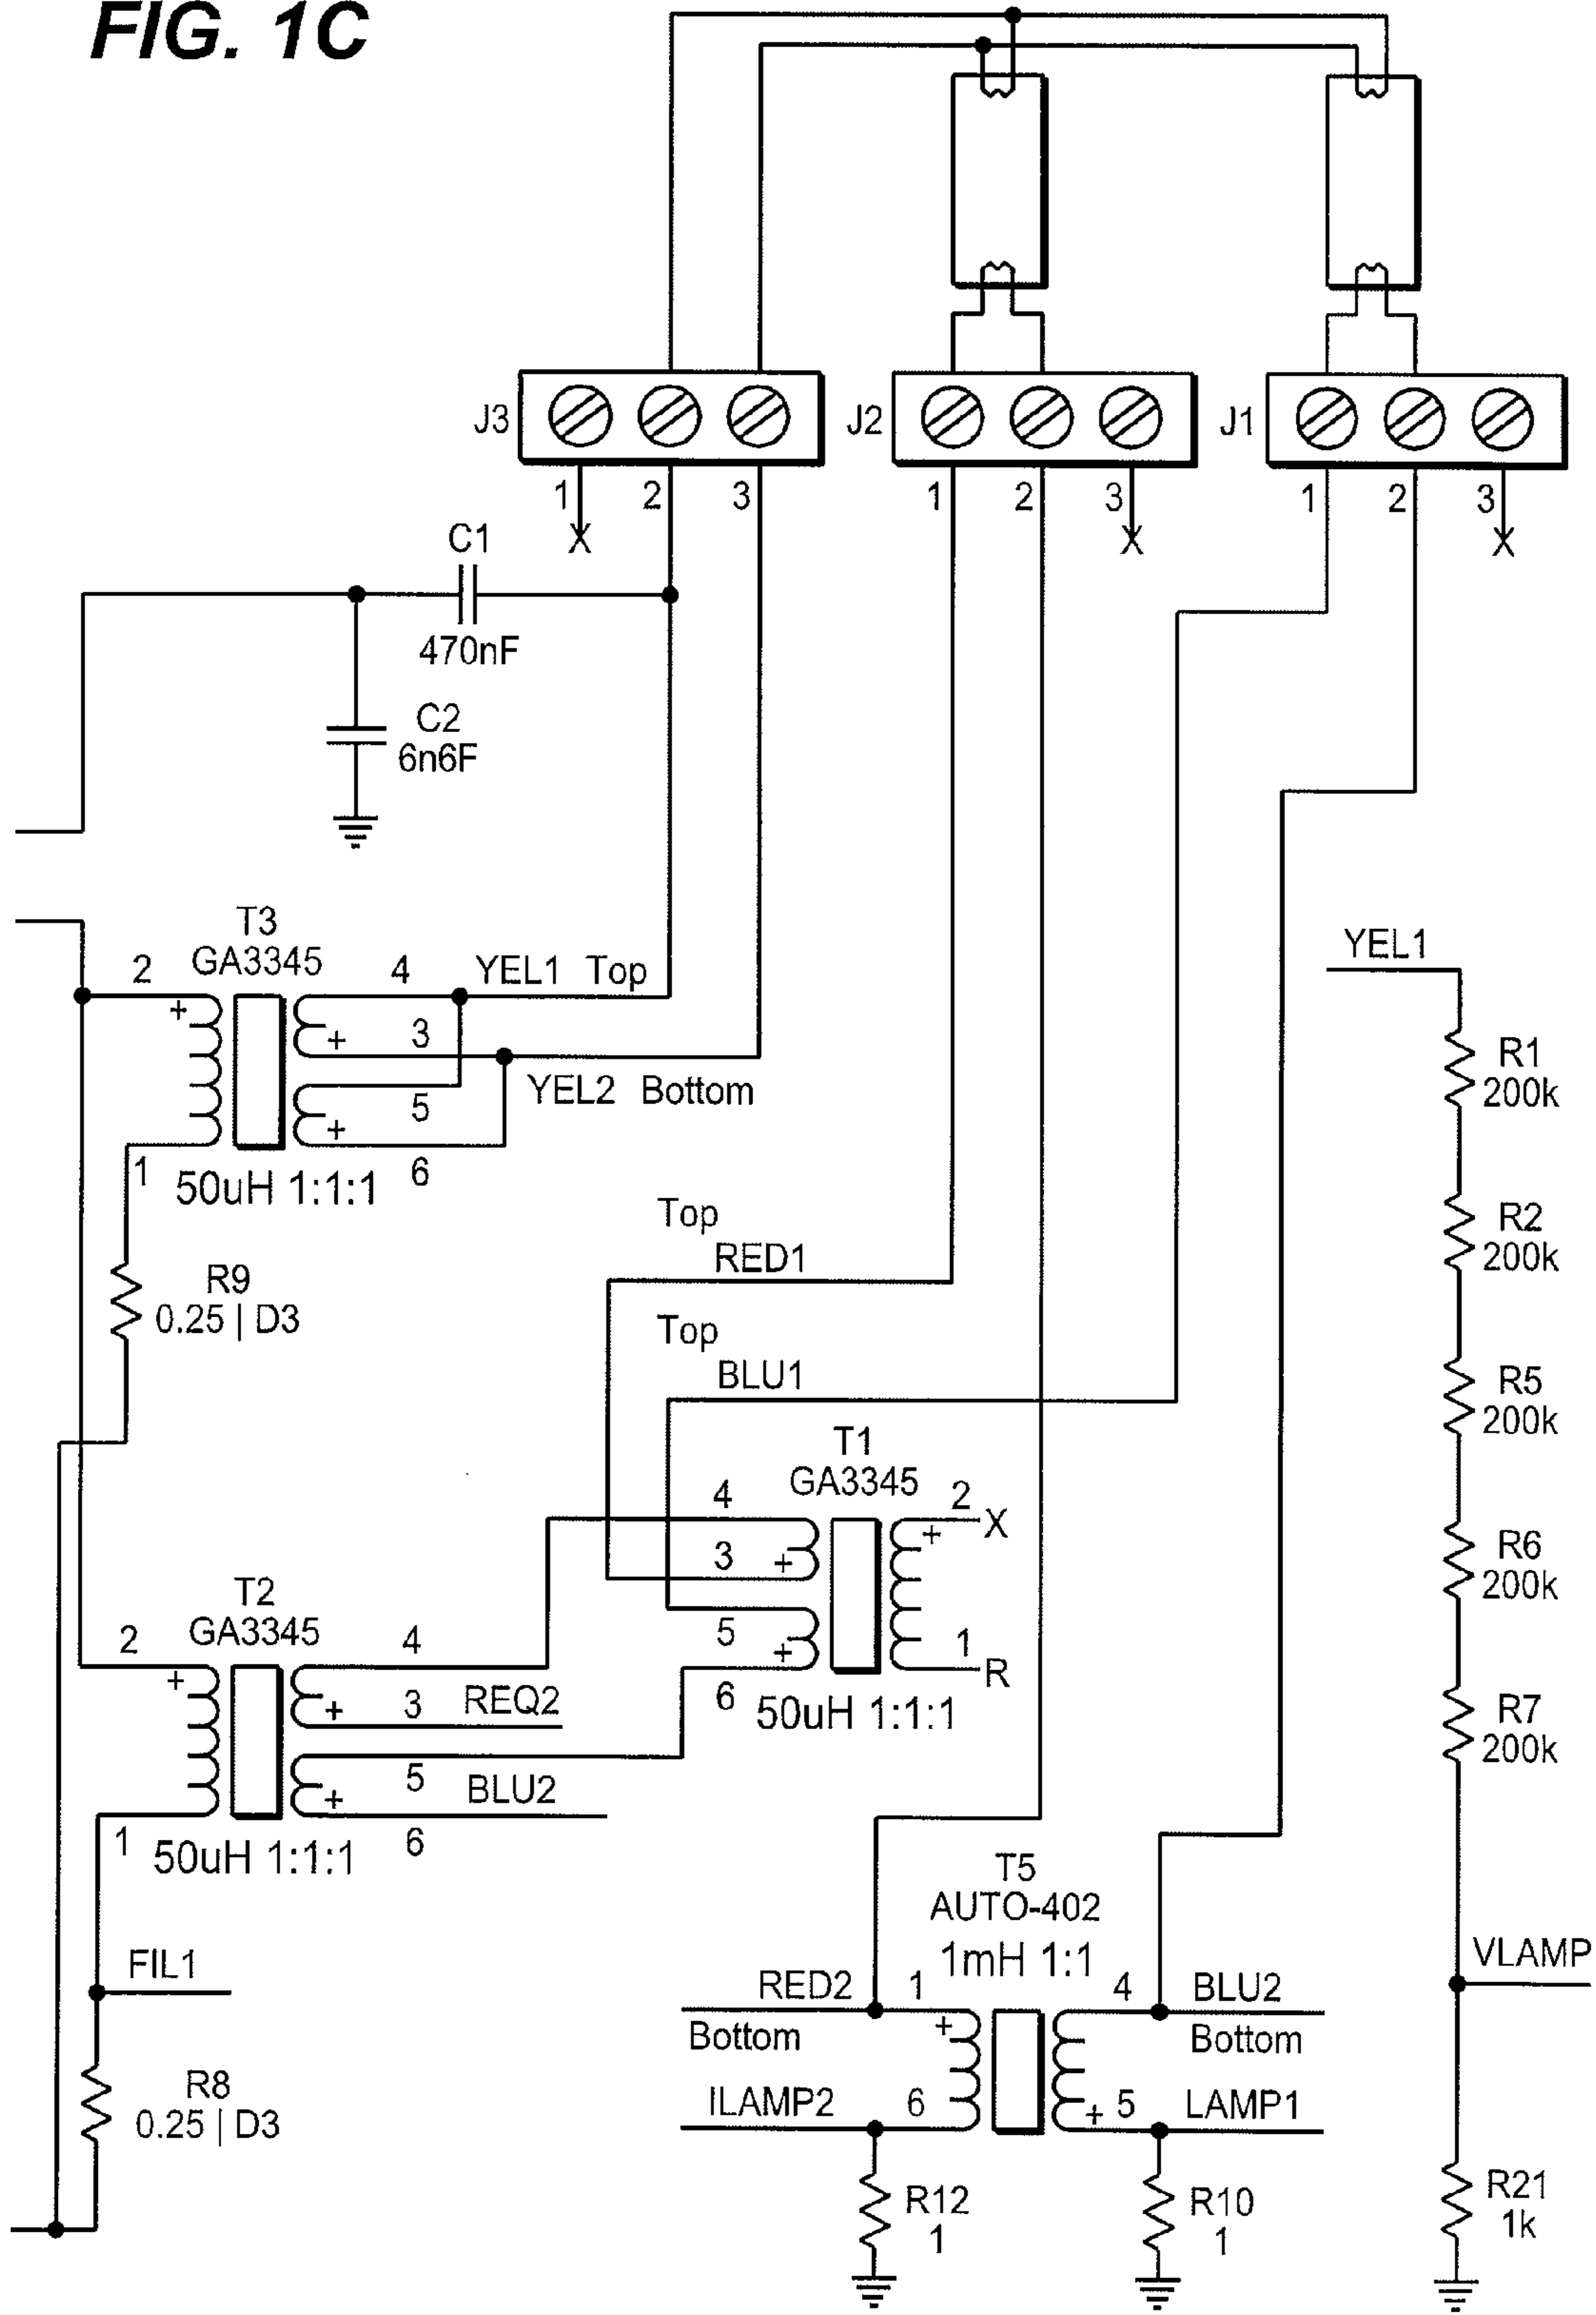 FIG. 1C
J3
J2
J1
1
2
3
1
2
3
1
2
3
X
X
X
C1
470nF
C2
6n6F
T3
GA3345
2
4
YEL1 Top
+
3
+
YEL2 Bottom
5
+
1
6
50uH 1:1:1
YEL1
R1
200k
R2
200k
R5
200k
R6
200k
R7
200k
R9
0.25 | D3
Top
RED1
Top
BLU1
T1
GA3345
4
2
X
+
3
+
5
1
+
R
6
50uH 1:1:1
T2
GA3345
2
4
+
3
REQ2
+
5
BLU2
+
1
6
50uH 1:1:1
FIL1
R8
0.25 | D3
T5
AUTO-402
1mH 1:1
RED2
1
4
BLU2
Bottom
+
Bottom
ILAMP2
6
+
5
LAMP1
R12
1
R10
1
VLAMP
R21
1k